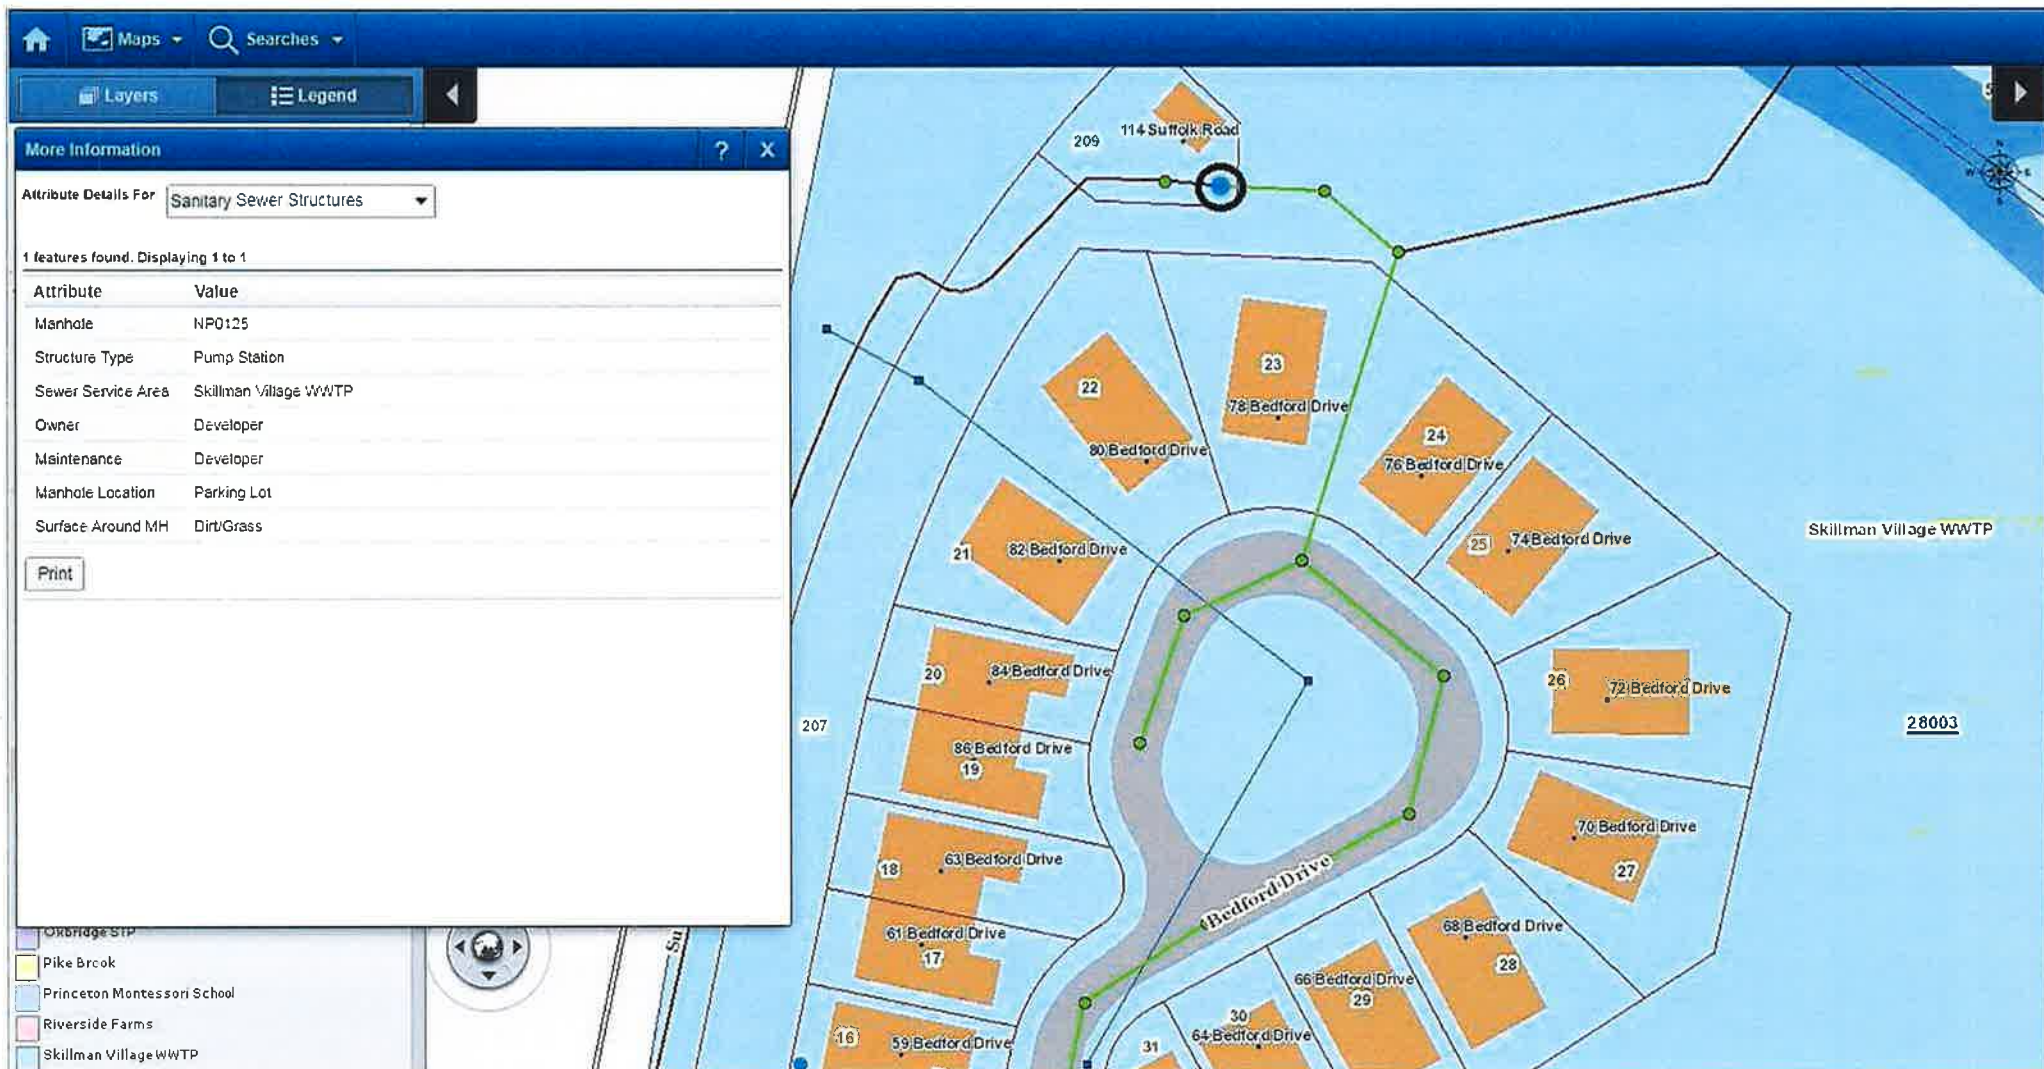 Maps
Searches
Layers
Legend
More Information
?
X
Attribute Details For
Sanitary Sewer Structures
1 features found. Displaying 1 to 1
Attribute Value
Manhole NP0125
Structure Type Pump Station
Sewer Service Area Skillman Village WWTP
Owner Developer
Maintenance Developer
Manhole Location Parking Lot
Surface Around MH Dirt/Grass
Print
Oxbridge STP
Pike Brook
Princeton Montessori School
Riverside Farms
Skillman Village WWTP
114 Suffolk Road
209
N
W
E
S
23
22
78 Bedford Drive
24
80 Bedford Drive
76 Bedford Drive
Skillman Village WWTP
74 Bedford Drive
25
21
82 Bedford Drive
20
84 Bedford Drive
26
72 Bedford Drive
207
28003
86 Bedford Drive
19
70 Bedford Drive
63 Bedford Drive
18
27
Bedford Drive
68 Bedford Drive
61 Bedford Drive
17
Su
28
66 Bedford Drive
29
30
64 Bedford Drive
16
59 Bedford Drive
31